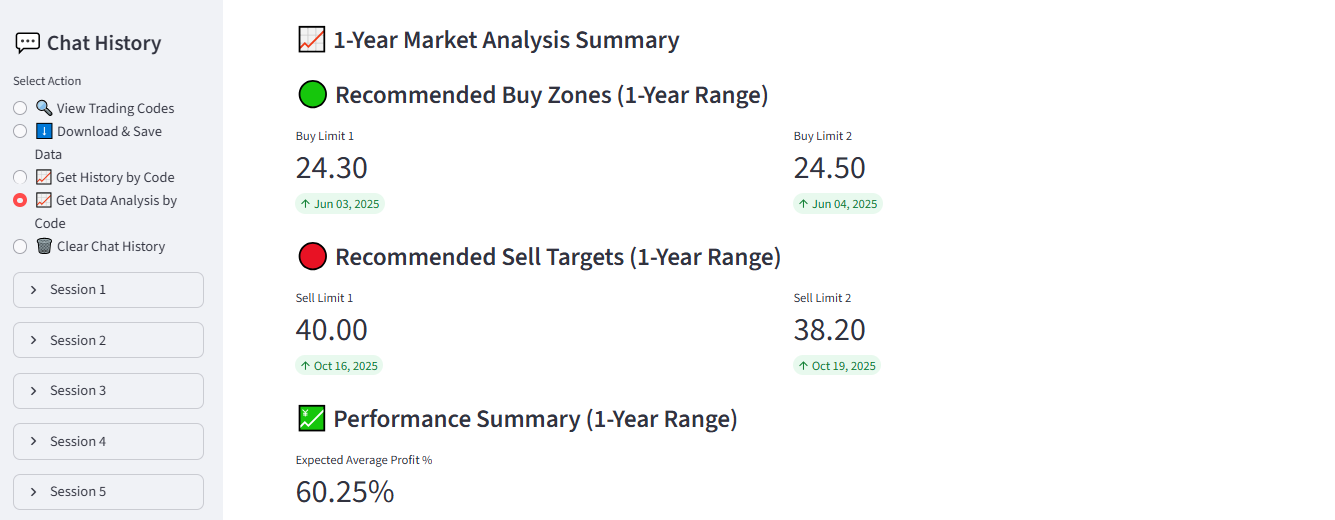 💬 Chat History
Select Action
🔍 View Trading Codes
⬇️ Download & Save
Data
📈 Get History by Code
📈 Get Data Analysis by
Code
🗑️ Clear Chat History
Session 1
Session 2
Session 3
Session 4
Session 5
📈 1-Year Market Analysis Summary
🟢 Recommended Buy Zones (1-Year Range)
Buy Limit 1
24.30
↑ Jun 03, 2025
Buy Limit 2
24.50
↑ Jun 04, 2025
🔴 Recommended Sell Targets (1-Year Range)
Sell Limit 1
40.00
↑ Oct 16, 2025
Sell Limit 2
38.20
↑ Oct 19, 2025
💹 Performance Summary (1-Year Range)
Expected Average Profit %
60.25%